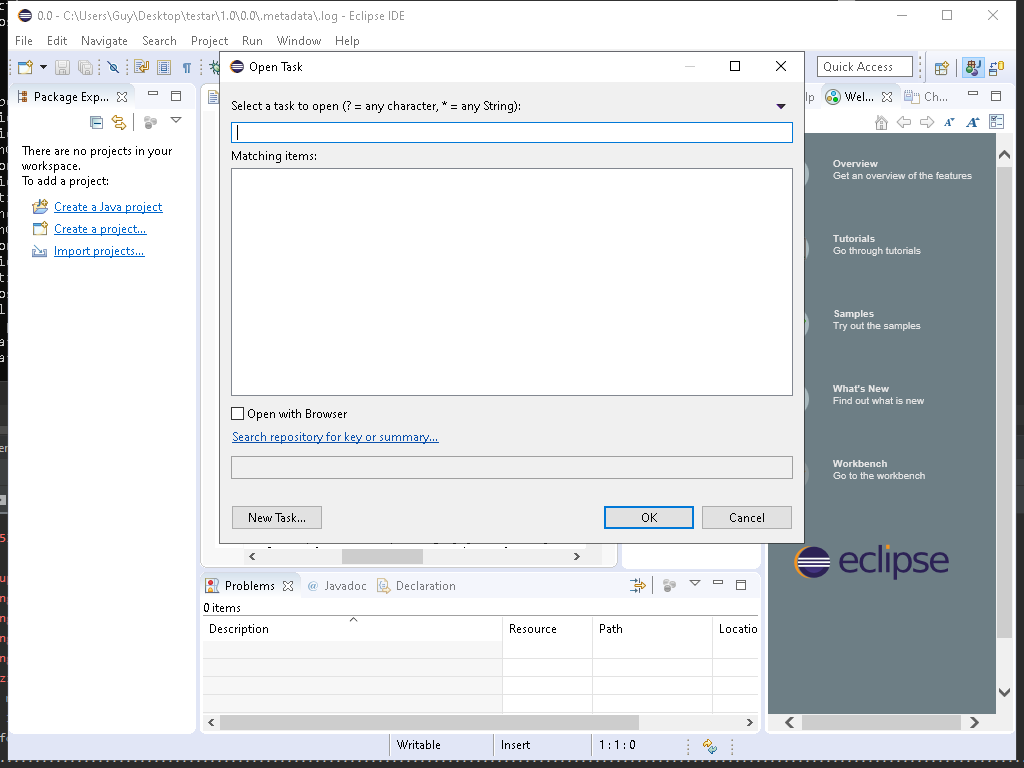 0.0 - C:\Users\Guy\Desktop\testar\1.0\0.0\.metadata\.log - Eclipse IDE
File Edit Navigate Search Project Run Window Help
Quick Access
Package Exp...
There are no projects in your
workspace.
To add a project:
Create a Java project
Create a project...
Import projects...
Open Task
Select a task to open (? = any character, * = any String):
Matching items:
Open with Browser
Search repository for key or summary...
New Task...
OK
Cancel
Wel...
Ch...
Overview
Get an overview of the features
Tutorials
Go through tutorials
Samples
Try out the samples
What's New
Find out what is new
Workbench
Go to the workbench
eclipse
Problems
@ Javadoc
Declaration
0 items
Description Resource Path Locatio
Writable Insert 1 : 1 : 0